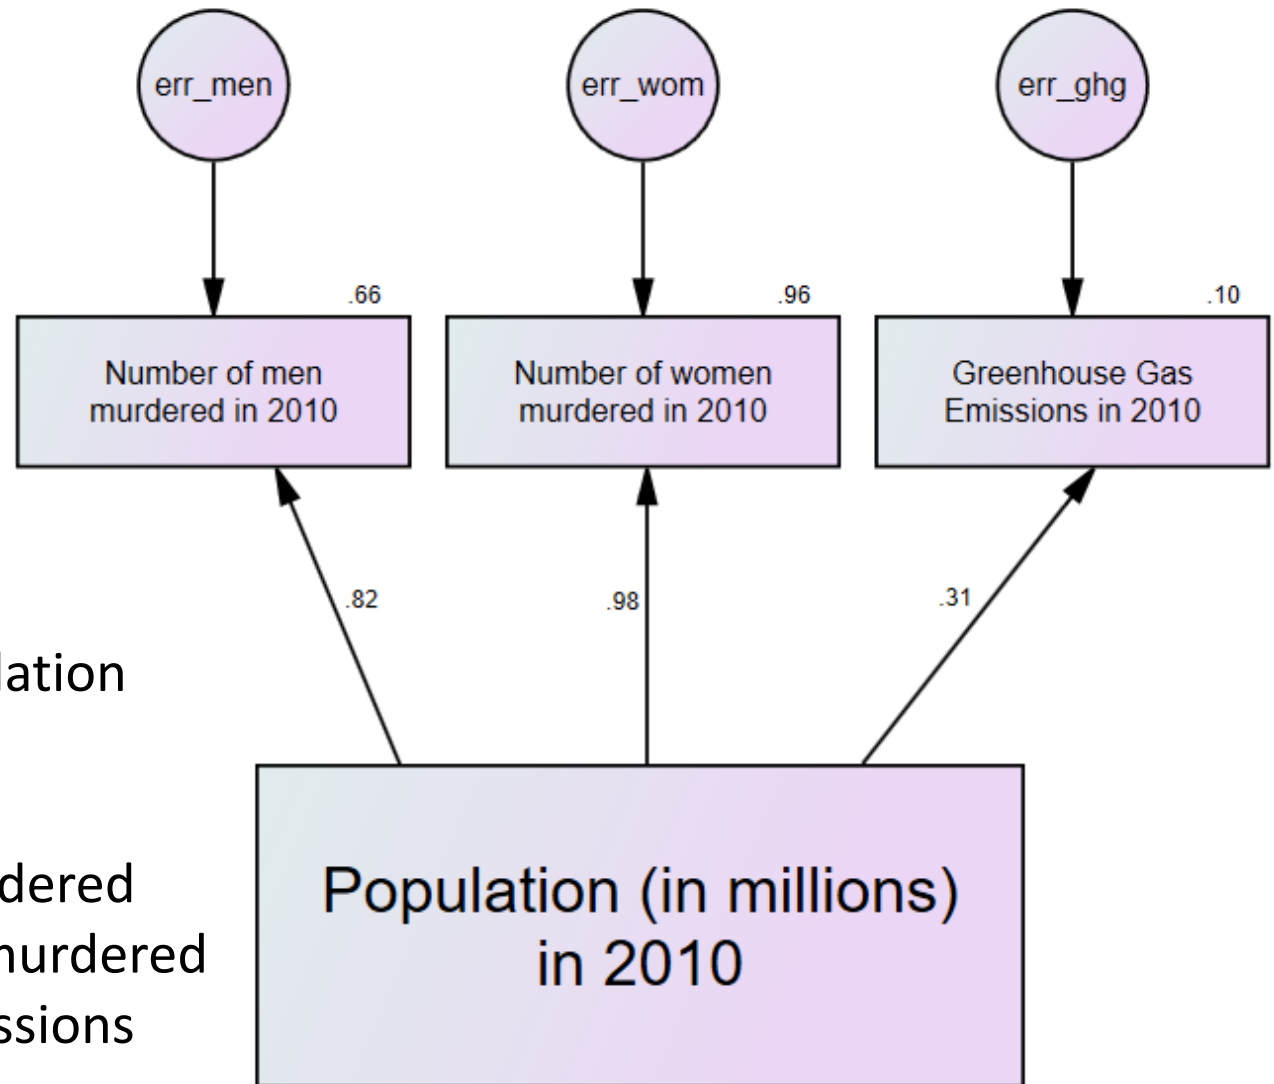 err_men
err_wom
err_ghg
.66
.96
.10
Number of men
murdered in 2010
Number of women
murdered in 2010
Greenhouse Gas
Emissions in 2010
.82
.98
.31
lation
dered
nurdered
ssions
Population (in millions)
in 2010